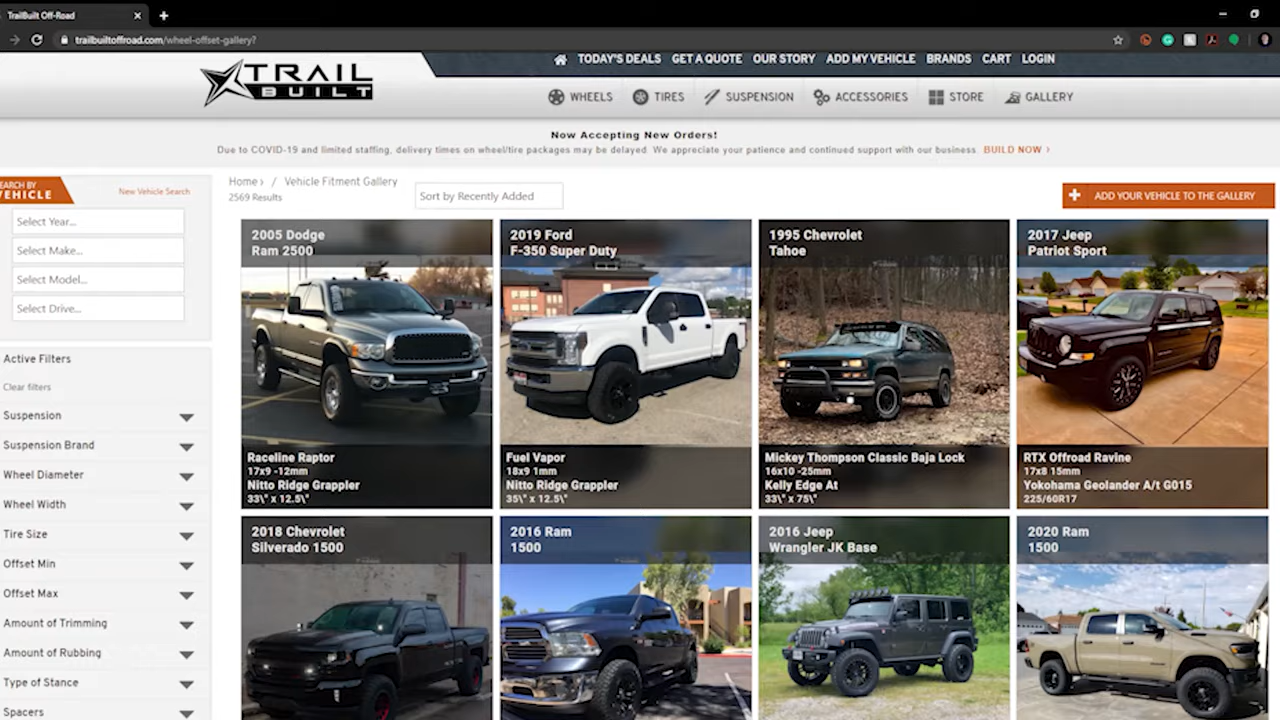 TrailBuilt Off-Road
trailbuiltoffroad.com/wheel-offset-gallery?
TRAIL
BUILT
TODAY'S DEALS GET A QUOTE OUR STORY ADD MY VEHICLE BRANDS CART LOGIN
WHEELS TIRES SUSPENSION ACCESSORIES STORE GALLERY
Now Accepting New Orders!
Due to COVID-19 and limited staffing, delivery times on wheel/tire packages may be delayed. We appreciate your patience and continued support with our business. BUILD NOW ›
SEARCH BY
VEHICLE
New Vehicle Search
Select Year...
Select Make...
Select Model...
Select Drive...
Active Filters
Clear filters
Suspension
Suspension Brand
Wheel Diameter
Wheel Width
Tire Size
Offset Min
Offset Max
Amount of Trimming
Amount of Rubbing
Type of Stance
Spacers
Home › / Vehicle Fitment Gallery
2569 Results
Sort by Recently Added
ADD YOUR VEHICLE TO THE GALLERY
2005 Dodge
Ram 2500
Raceline Raptor
17x9 -12mm
Nitto Ridge Grappler
33\" x 12.5\"
2019 Ford
F-350 Super Duty
Fuel Vapor
18x9 1mm
Nitto Ridge Grappler
35\" x 12.5\"
1995 Chevrolet
Tahoe
Mickey Thompson Classic Baja Lock
16x10 -25mm
Kelly Edge At
33\" x 75\"
2017 Jeep
Patriot Sport
RTX Offroad Ravine
17x8 15mm
Yokohama Geolander A/t G015
225/60R17
2018 Chevrolet
Silverado 1500
2016 Ram
1500
2016 Jeep
Wrangler JK Base
2020 Ram
1500